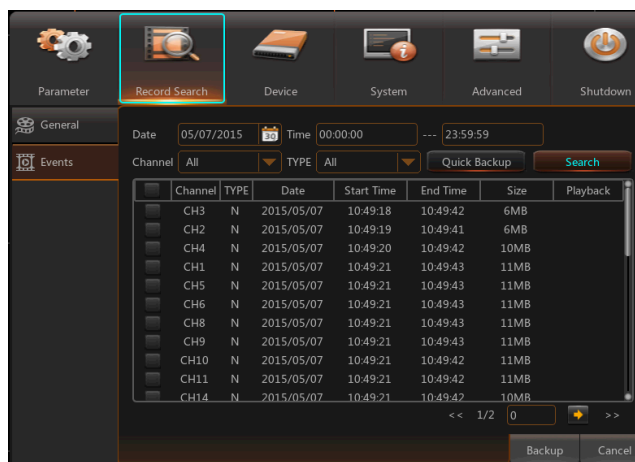 Parameter Record Search Device System Advanced Shutdown
General
Events
Date 05/07/2015 30 Time 00:00:00 --- 23:59:59
Channel All TYPE All Quick Backup Search
Channel TYPE Date Start Time End Time Size Playback
CH3 N 2015/05/07 10:49:18 10:49:42 6MB
CH2 N 2015/05/07 10:49:19 10:49:41 6MB
CH4 N 2015/05/07 10:49:20 10:49:42 10MB
CH1 N 2015/05/07 10:49:21 10:49:43 11MB
CH5 N 2015/05/07 10:49:21 10:49:43 11MB
CH6 N 2015/05/07 10:49:21 10:49:43 11MB
CH8 N 2015/05/07 10:49:21 10:49:43 11MB
CH9 N 2015/05/07 10:49:21 10:49:43 11MB
CH10 N 2015/05/07 10:49:21 10:49:42 11MB
CH11 N 2015/05/07 10:49:21 10:49:42 11MB
CH14 N 2015/05/07 10:49:21 10:49:42 10MB
<< 1/2 0 >>
Backup Cancel